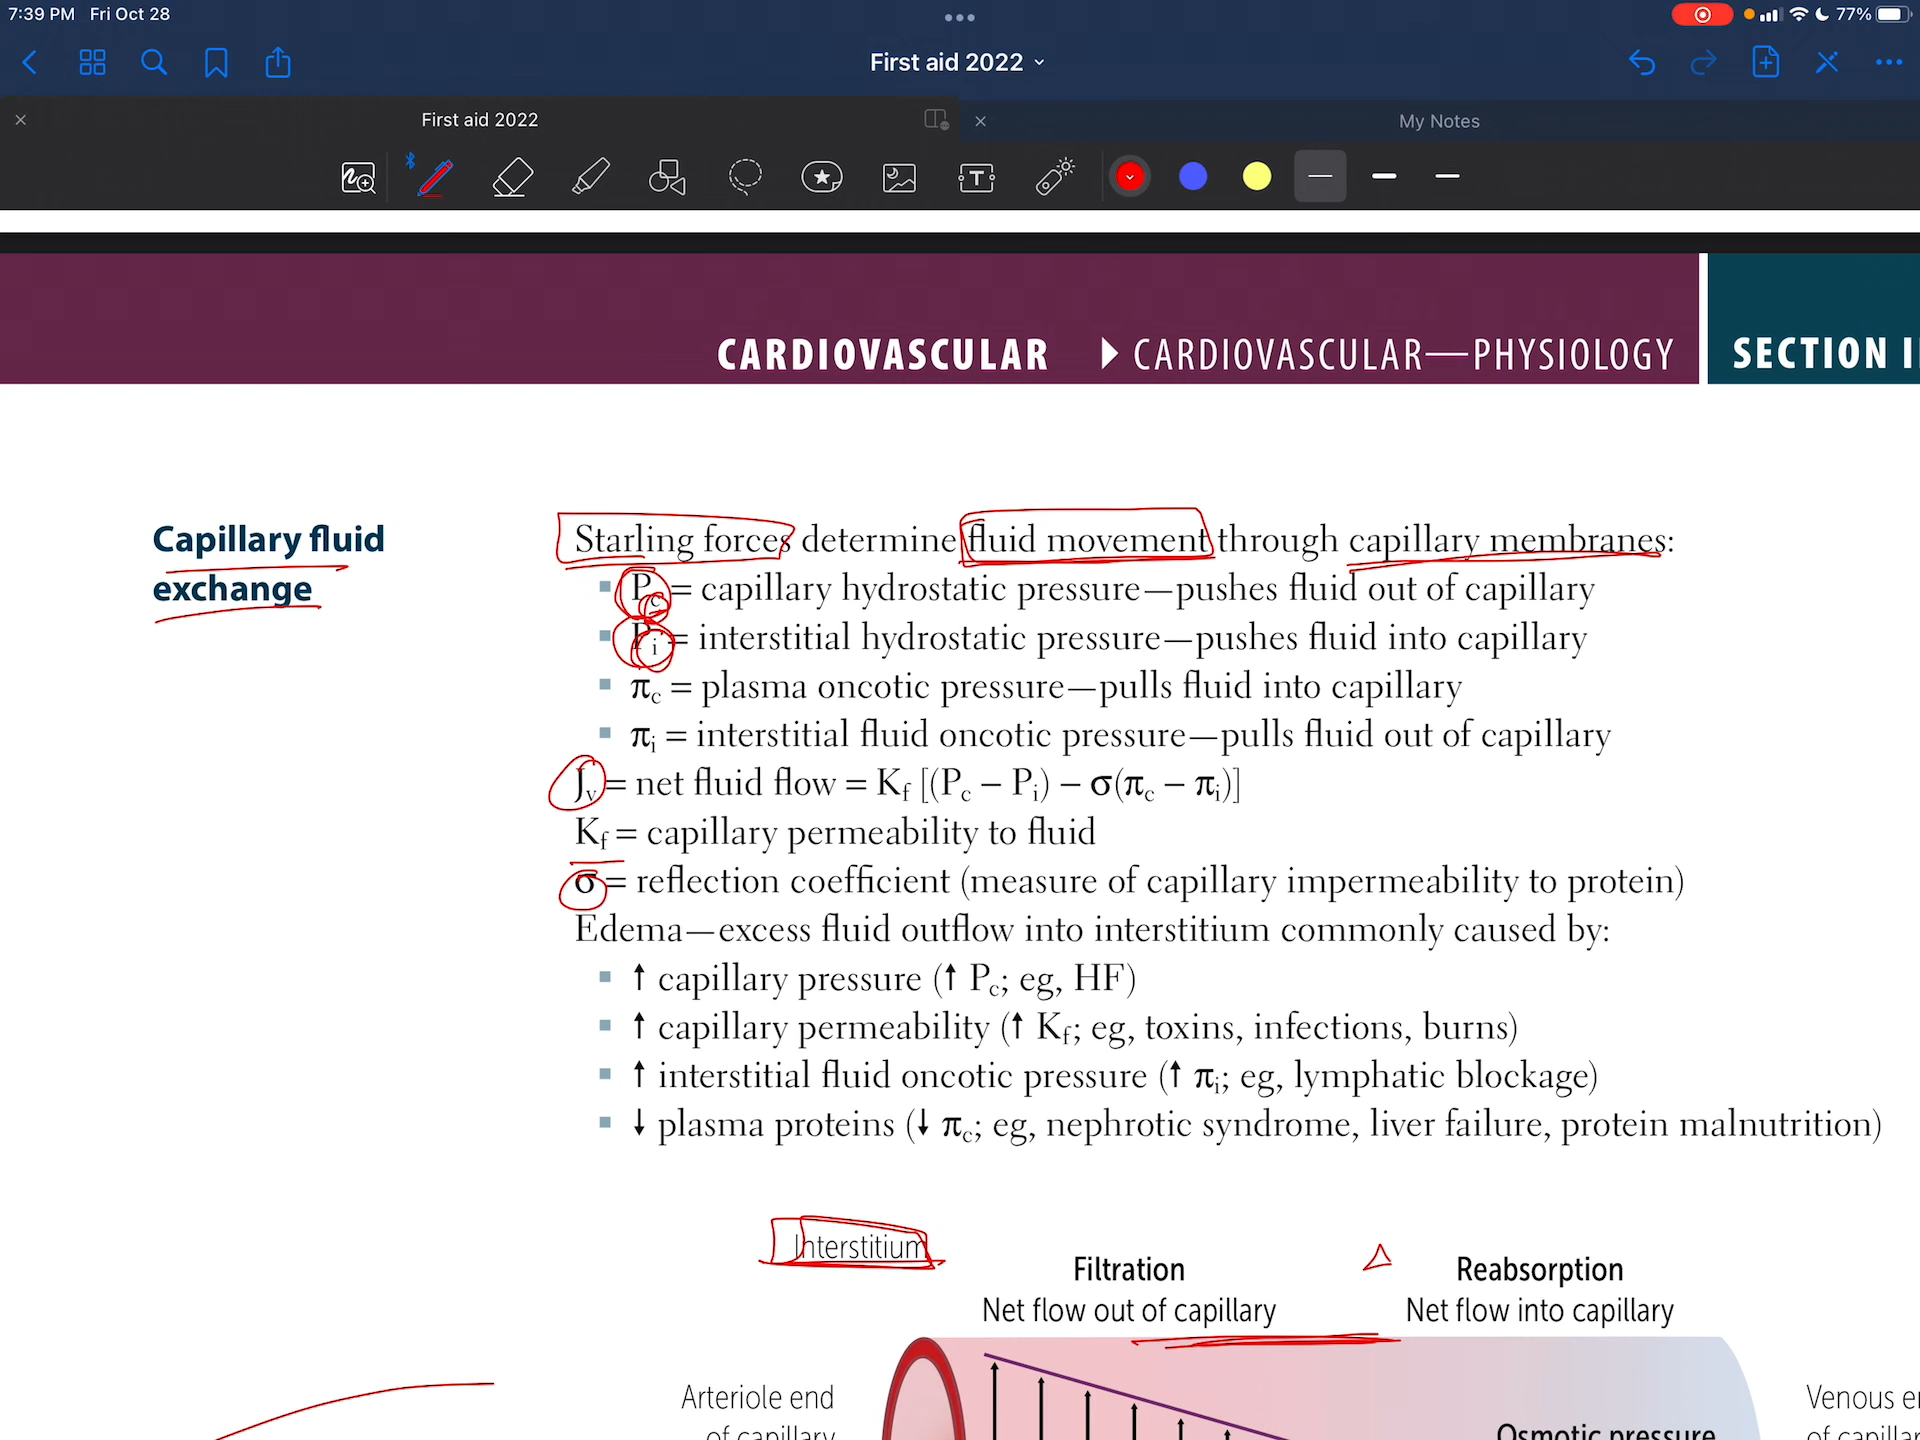 7:39 PM Fri Oct 28
77%
First aid 2022
First aid 2022
My Notes
CARDIOVASCULAR ▶ CARDIOVASCULAR—PHYSIOLOGY
SECTION
Capillary fluid
exchange
Starling forces determine fluid movement through capillary membranes:
▪ Pc = capillary hydrostatic pressure—pushes fluid out of capillary
▪ Pi = interstitial hydrostatic pressure—pushes fluid into capillary
▪ πc = plasma oncotic pressure—pulls fluid into capillary
▪ πi = interstitial fluid oncotic pressure—pulls fluid out of capillary
Jv = net fluid flow = Kf [(Pc − Pi) − σ(πc − πi)]
Kf = capillary permeability to fluid
σ = reflection coefficient (measure of capillary impermeability to protein)
Edema—excess fluid outflow into interstitium commonly caused by:
▪ ↑ capillary pressure (↑ Pc; eg, HF)
▪ ↑ capillary permeability (↑ Kf; eg, toxins, infections, burns)
▪ ↑ interstitial fluid oncotic pressure (↑ πi; eg, lymphatic blockage)
▪ ↓ plasma proteins (↓ πc; eg, nephrotic syndrome, liver failure, protein malnutrition)
Interstitium
Filtration
Net flow out of capillary
Reabsorption
Net flow into capillary
Arteriole end
of capillary
Osmotic pressure
Venous
of